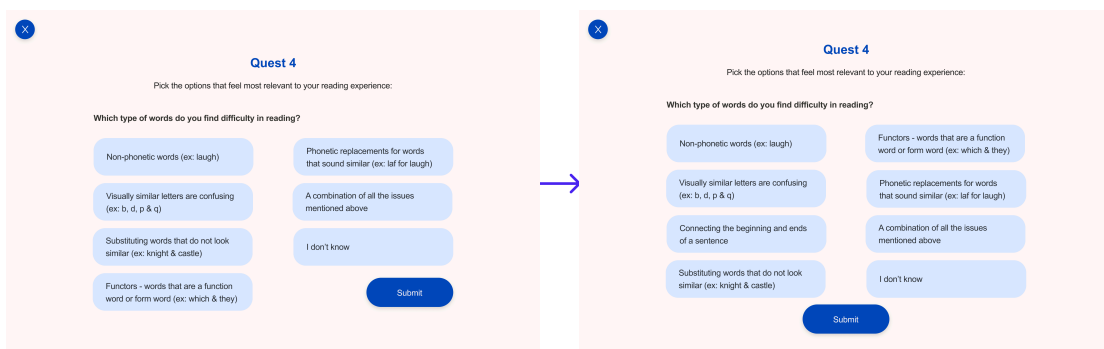 X
Quest 4
Pick the options that feel most relevant to your reading experience:
Which type of words do you find difficulty in reading?
Non-phonetic words (ex: laugh)
Visually similar letters are confusing
(ex: b, d, p & q)
Substituting words that do not look
similar (ex: knight & castle)
Functors - words that are a function
word or form word (ex: which & they)
Phonetic replacements for words
that sound similar (ex: laf for laugh)
A combination of all the issues
mentioned above
I don't know
Submit
X
Quest 4
Pick the options that feel most relevant to your reading experience:
Which type of words do you find difficulty in reading?
Non-phonetic words (ex: laugh)
Visually similar letters are confusing
(ex: b, d, p & q)
Connecting the beginning and ends
of a sentence
Substituting words that do not look
similar (ex: knight & castle)
Functors - words that are a function
word or form word (ex: which & they)
Phonetic replacements for words
that sound similar (ex: laf for laugh)
A combination of all the issues
mentioned above
I don't know
Submit